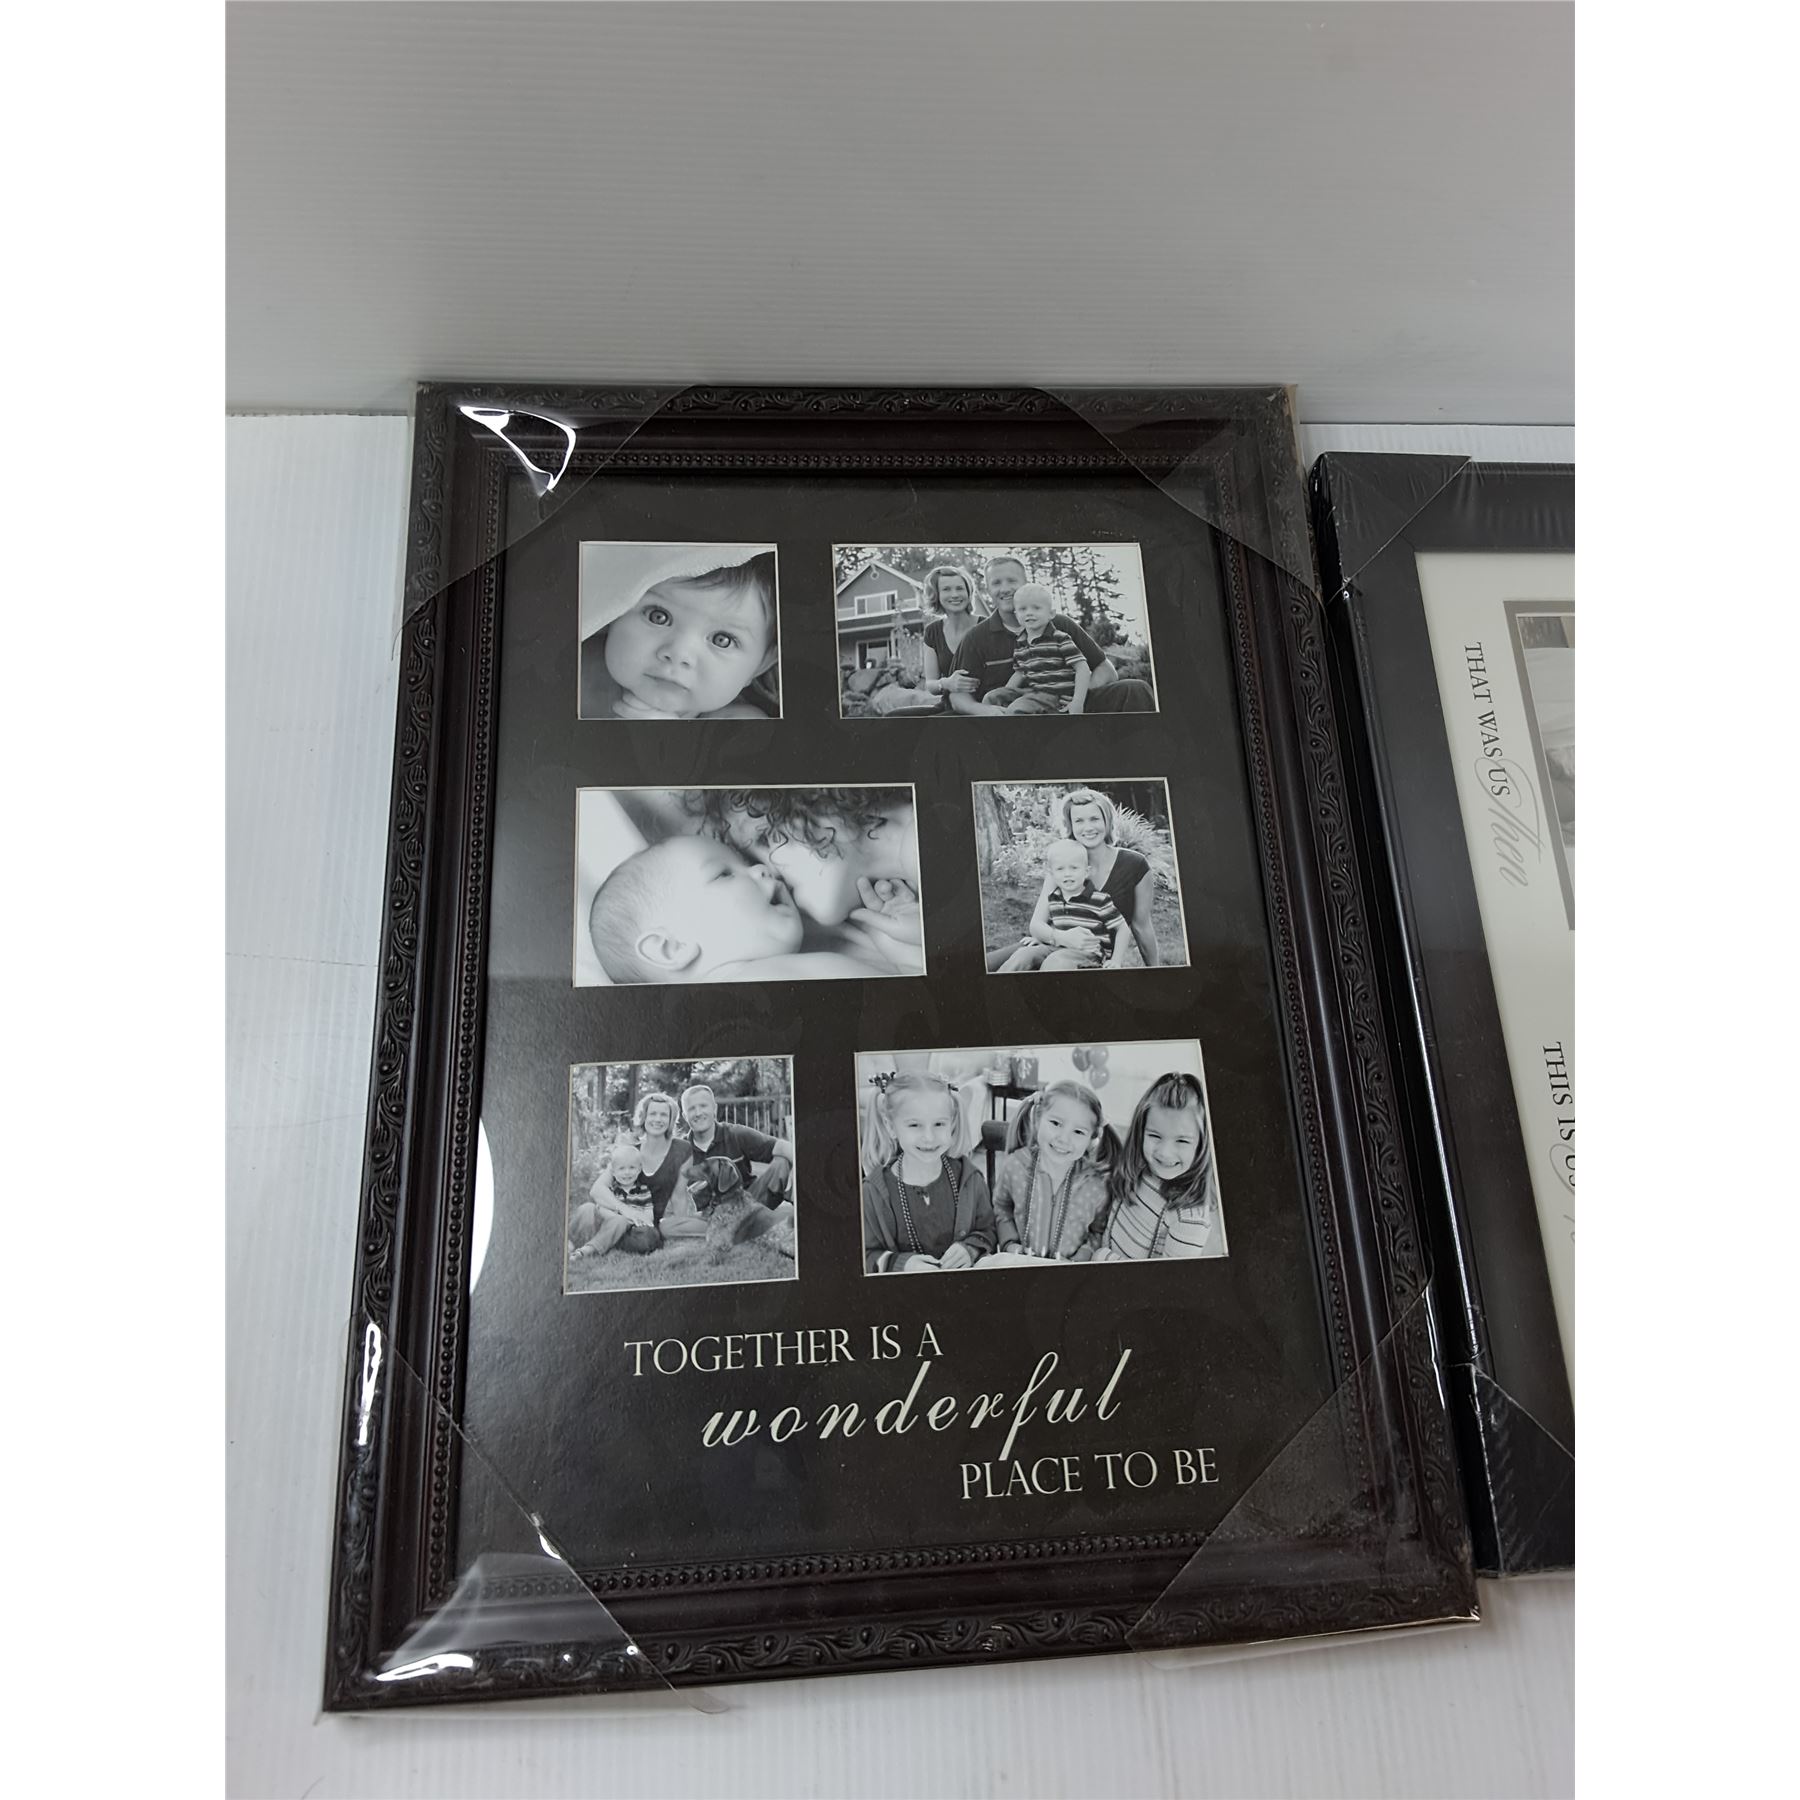 TOGETHER IS A
wonderful
PLACE TO BE
THAT WAS US Then
THIS IS US